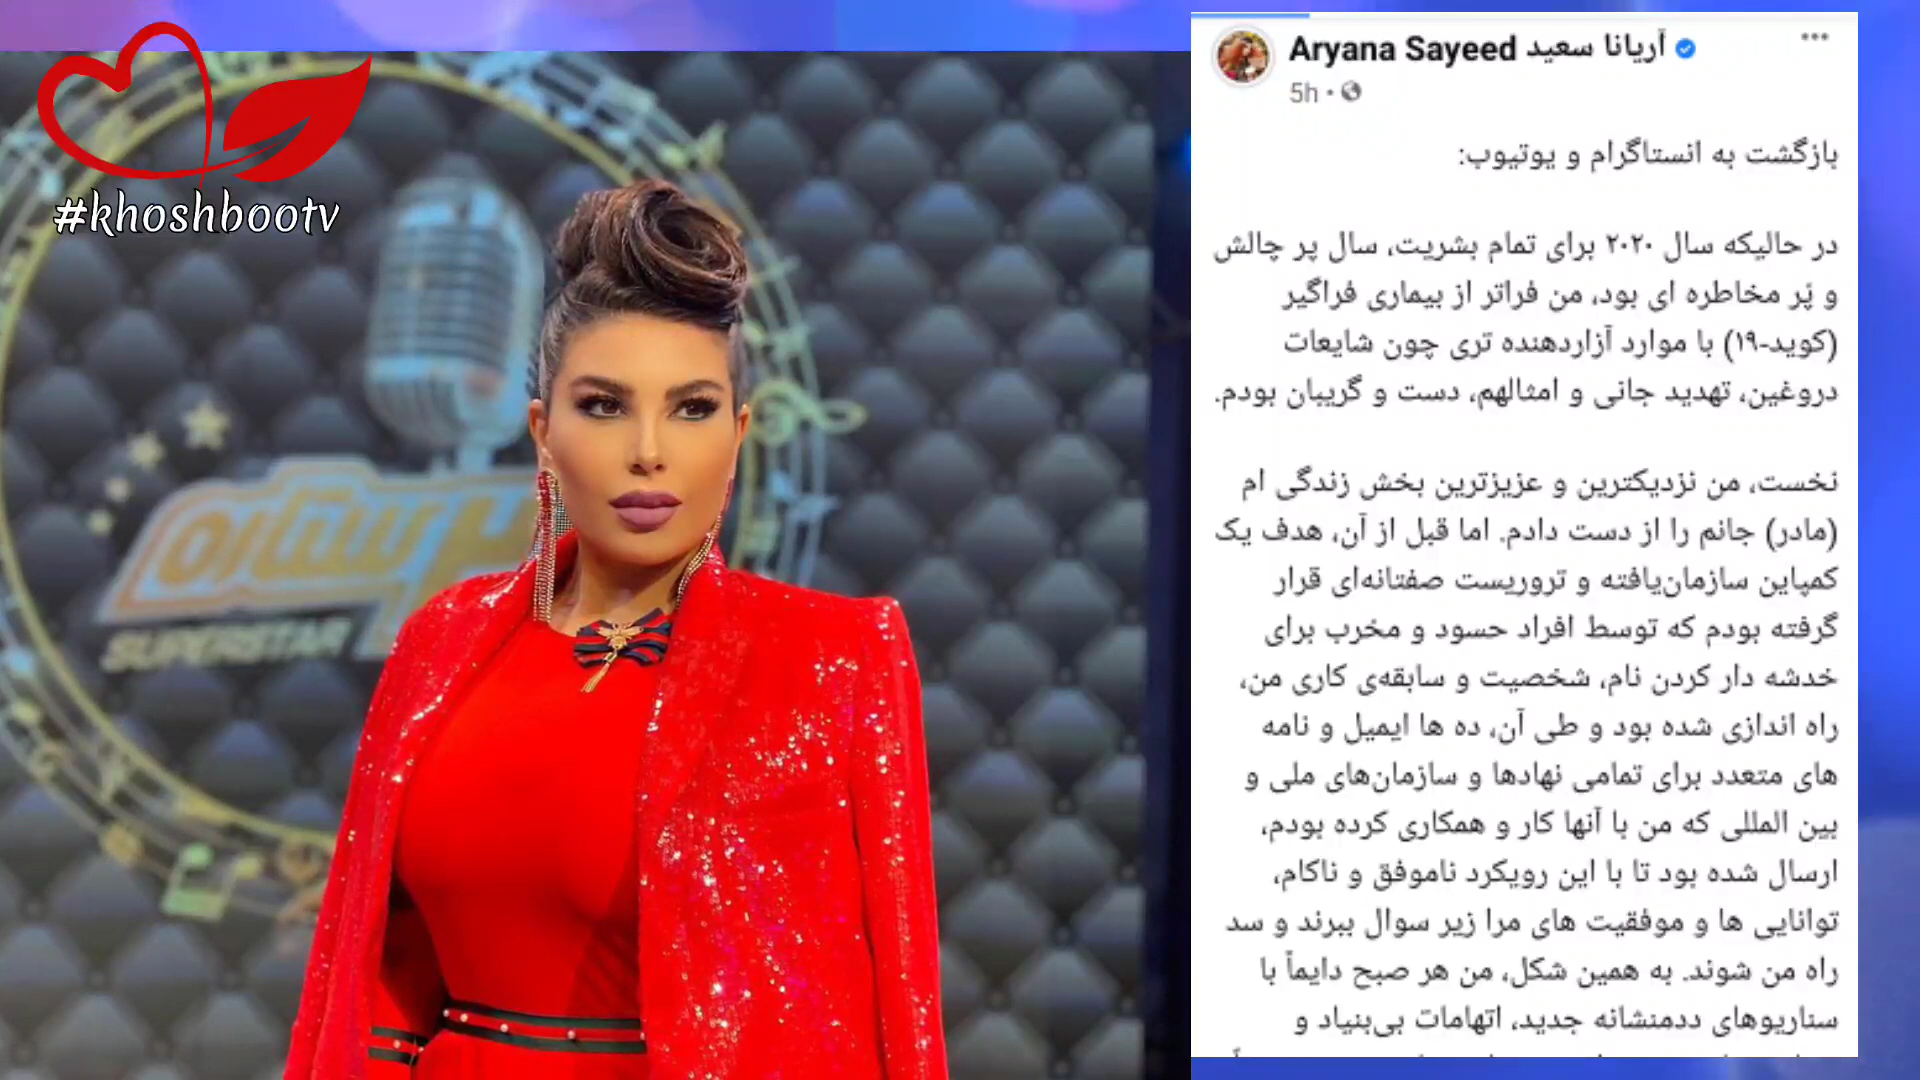 #khoshbootv
SUPERSTAR
Aryana Sayeed آریانا سعید
5h
بازگشت به انستاگرام و یوتیوب:
در حالیکه سال ۲۰۲۰ برای تمام بشریت، سال پر چالش
و پُر مخاطره ای بود، من فراتر از بیماری فراگیر
(کوید-۱۹) با موارد آزاردهنده تری چون شایعات
دروغین، تهدید جانی و امثالهم، دست و گریبان بودم.
نخست، من نزدیکترین و عزیزترین بخش زندگی ام
(مادر) جانم را از دست دادم. اما قبل از آن، هدف یک
کمپاین سازمان‌یافته و تروریست صفتانه‌ای قرار
گرفته بودم که توسط افراد حسود و مخرب برای
خدشه دار کردن نام، شخصیت و سابقه‌ی کاری من،
راه اندازی شده بود و طی آن، ده ها ایمیل و نامه
های متعدد برای تمامی نهادها و سازمان‌های ملی و
بین المللی که من با آنها کار و همکاری کرده بودم،
ارسال شده بود تا با این رویکرد ناموفق و ناکام،
توانایی ها و موفقیت های مرا زیر سوال ببرند و سد
راه من شوند. به همین شکل، من هر صبح دایماً با
سناریوهای ددمنشانه جدید، اتهامات بی‌بنیاد و